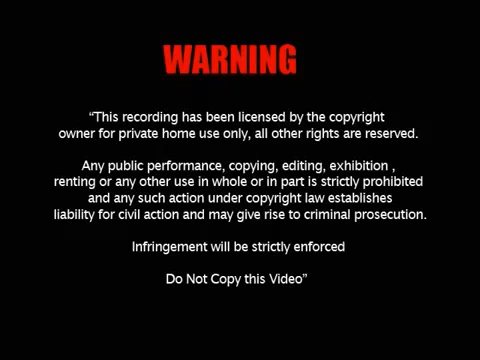 WARNING
“This recording has been licensed by the copyright
owner for private home use only, all other rights are reserved.
Any public performance, copying, editing, exhibition ,
renting or any other use in whole or in part is strictly prohibited
and any such action under copyright law establishes
liability for civil action and may give rise to criminal prosecution.
Infringement will be strictly enforced
Do Not Copy this Video”